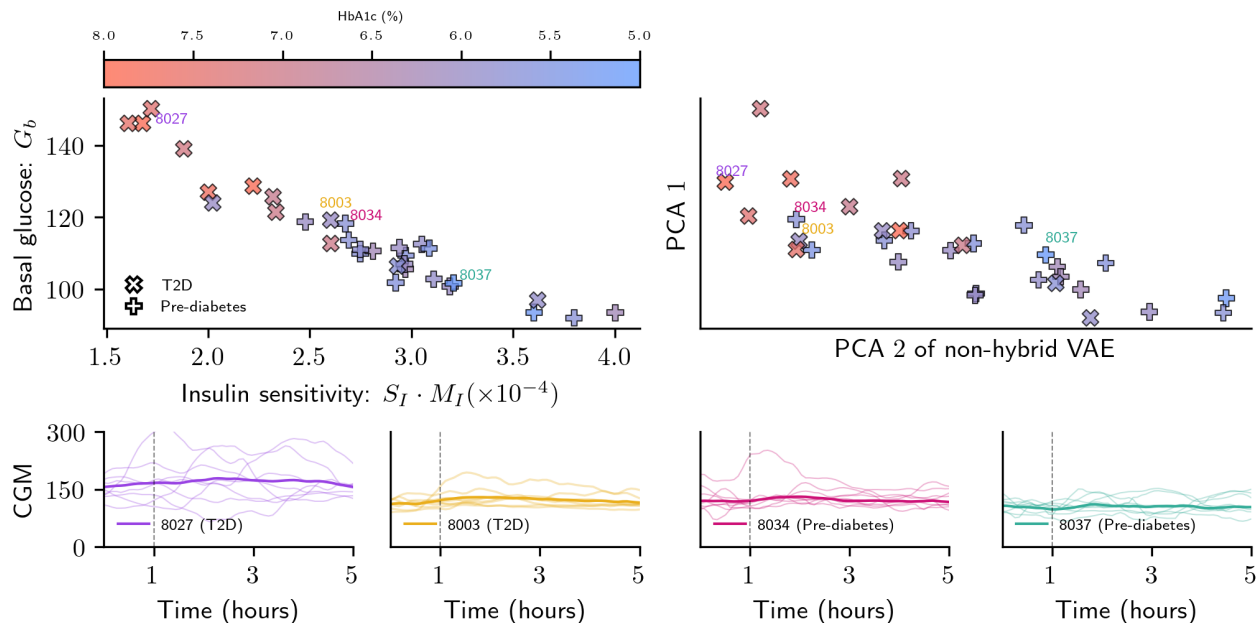 HbA1c (%)
8.0 7.5 7.0 6.5 6.0 5.5 5.0
Basal glucose: G_b
140
120
100
8027
8003
8034
8037
T2D
Pre-diabetes
1.5 2.0 2.5 3.0 3.5 4.0
Insulin sensitivity: S_I · M_I(×10^{-4})
PCA 1
8027
8034
8003
8037
PCA 2 of non-hybrid VAE
CGM
300
150
0
8027 (T2D)
1 3 5
Time (hours)
8003 (T2D)
1 3 5
Time (hours)
8034 (Pre-diabetes)
1 3 5
Time (hours)
8037 (Pre-diabetes)
1 3 5
Time (hours)